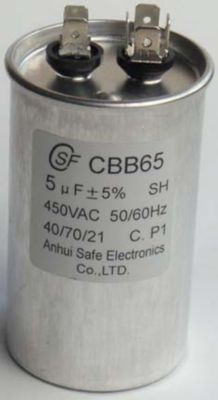 SF CBB65
5 μF±5% SH
450VAC 50/60Hz
40/70/21 C. P1
Anhui Safe Electronics
Co.,LTD.